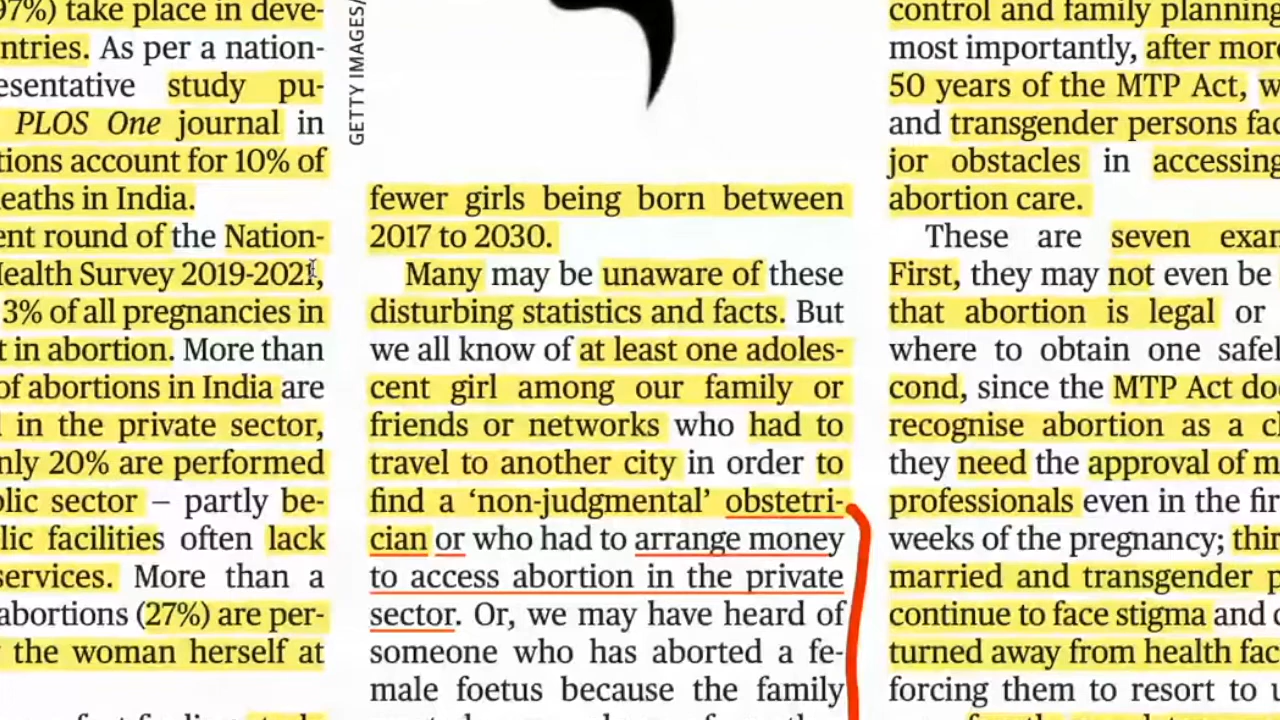 97%) take place in deve-
ntries. As per a nation-
esentative study pu-
PLOS One journal in
tions account for 10% of
eaths in India.
ent round of the Nation-
Health Survey 2019-2021,
3% of all pregnancies in
t in abortion. More than
of abortions in India are
in the private sector,
nly 20% are performed
blic sector – partly be-
lic facilities often lack
services. More than a
abortions (27%) are per-
the woman herself at
GETTY IMAGES/
fewer girls being born between
2017 to 2030.
Many may be unaware of these
disturbing statistics and facts. But
we all know of at least one adoles-
cent girl among our family or
friends or networks who had to
travel to another city in order to
find a ‘non-judgmental’ obstetri-
cian or who had to arrange money
to access abortion in the private
sector. Or, we may have heard of
someone who has aborted a fe-
male foetus because the family
control and family planning
most importantly, after more
50 years of the MTP Act, w
and transgender persons fac
jor obstacles in accessing
abortion care.
These are seven exam
First, they may not even be
that abortion is legal or
where to obtain one safel
cond, since the MTP Act do
recognise abortion as a ch
they need the approval of m
professionals even in the fir
weeks of the pregnancy; thir
married and transgender p
continue to face stigma and
turned away from health fac
forcing them to resort to u